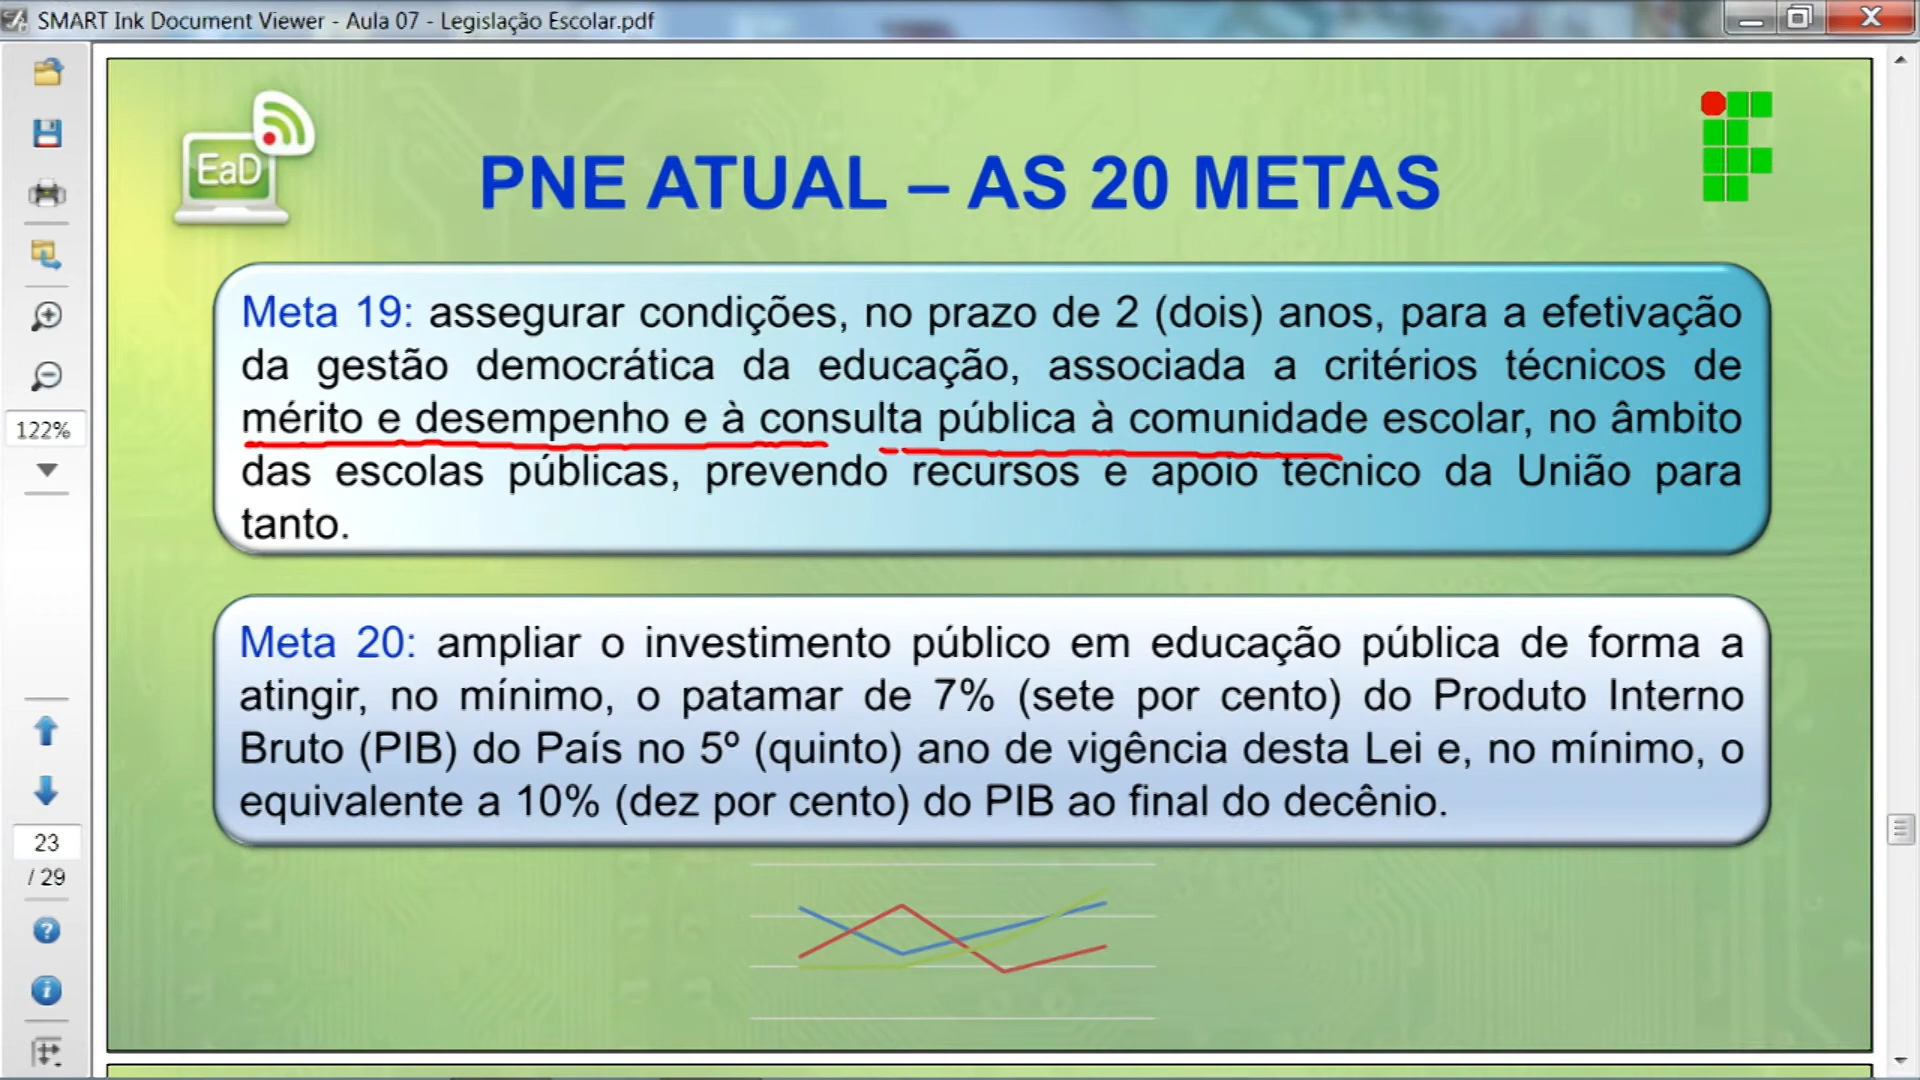 SMART Ink Document Viewer - Aula 07 - Legislação Escolar.pdf
EaD
PNE ATUAL – AS 20 METAS
Meta 19: assegurar condições, no prazo de 2 (dois) anos, para a efetivação
da gestão democrática da educação, associada a critérios técnicos de
mérito e desempenho e à consulta pública à comunidade escolar, no âmbito
das escolas públicas, prevendo recursos e apoio técnico da União para
tanto.
Meta 20: ampliar o investimento público em educação pública de forma a
atingir, no mínimo, o patamar de 7% (sete por cento) do Produto Interno
Bruto (PIB) do País no 5º (quinto) ano de vigência desta Lei e, no mínimo, o
equivalente a 10% (dez por cento) do PIB ao final do decênio.
122%
23
/ 29